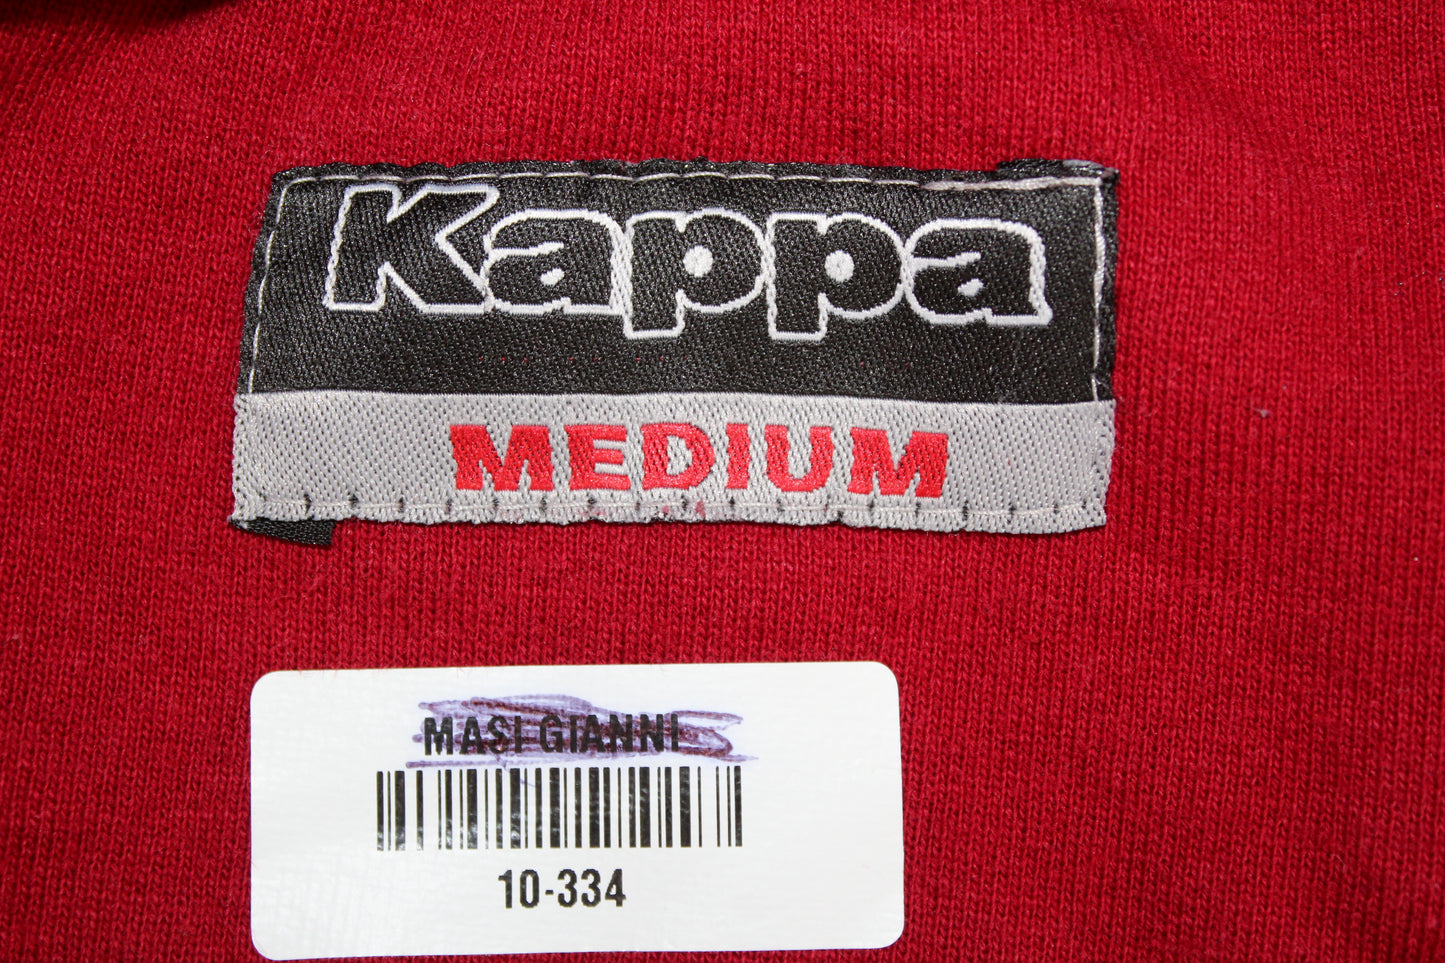 Kappa
MEDIUM
MASI GIANNI
10-334